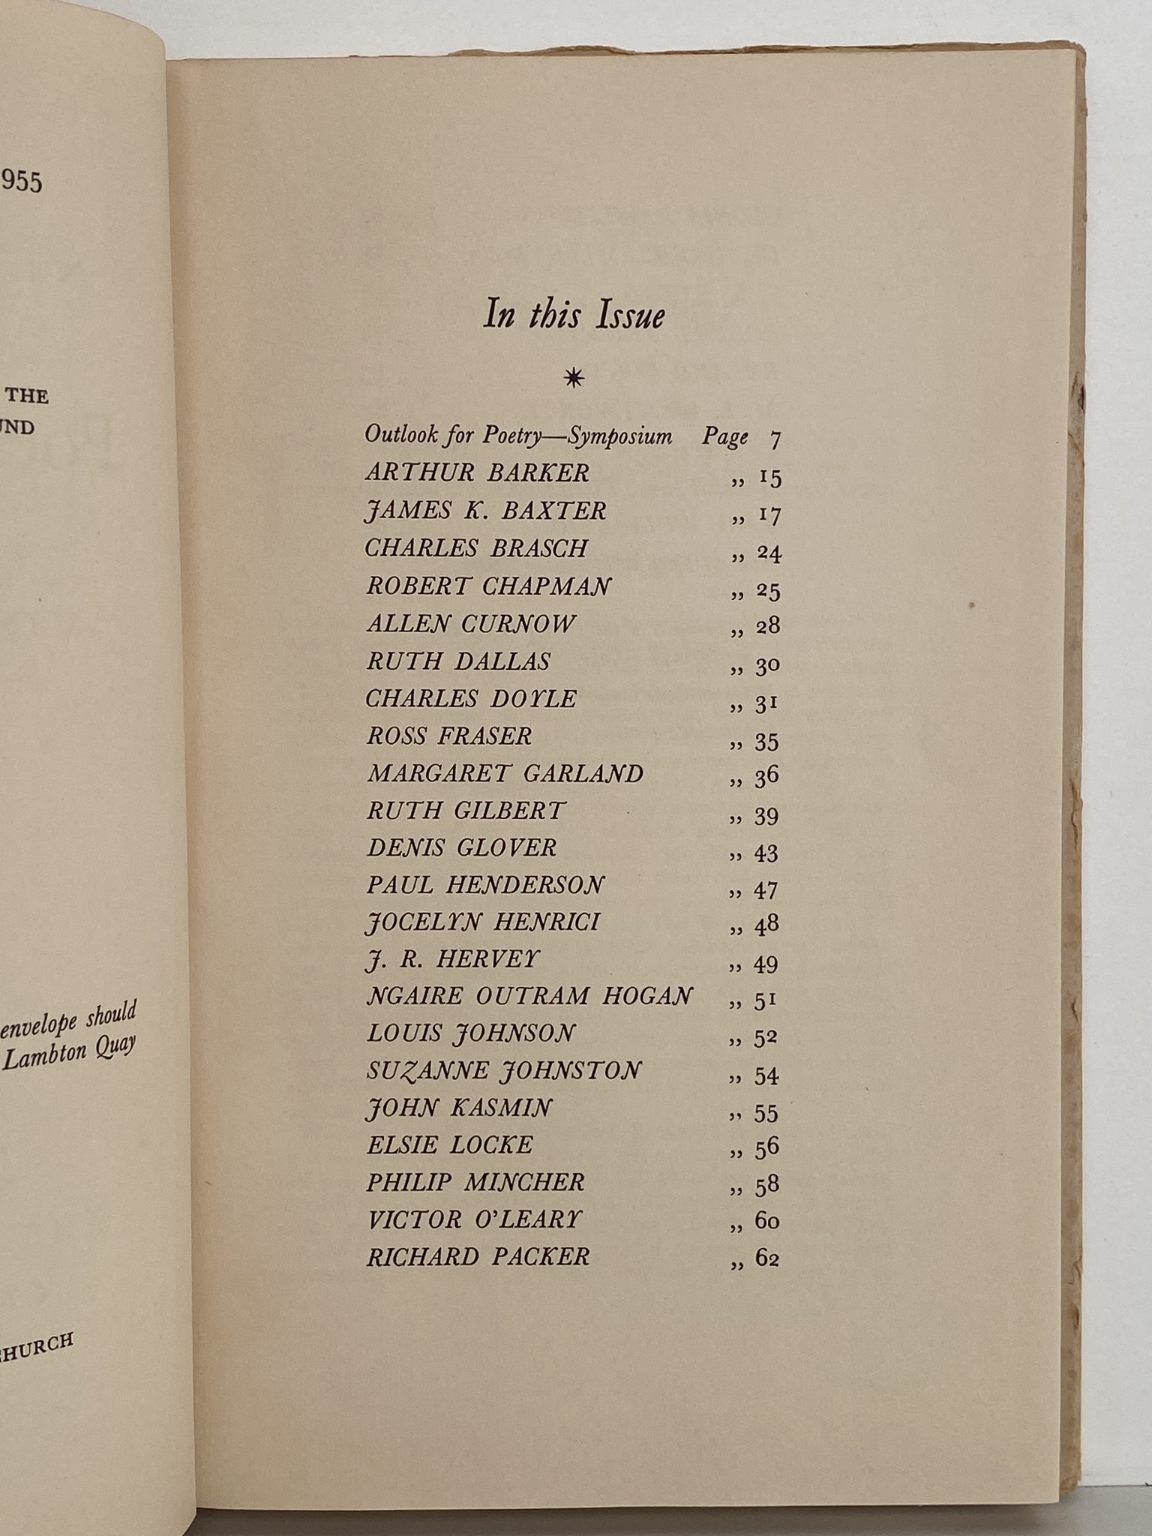 955
THE
UND
envelope should
Lambton Quay
CHURCH
In this Issue
Outlook for Poetry—Symposium Page 7
ARTHUR BARKER „ 15
JAMES K. BAXTER „ 17
CHARLES BRASCH „ 24
ROBERT CHAPMAN „ 25
ALLEN CURNOW „ 28
RUTH DALLAS „ 30
CHARLES DOYLE „ 31
ROSS FRASER „ 35
MARGARET GARLAND „ 36
RUTH GILBERT „ 39
DENIS GLOVER „ 43
PAUL HENDERSON „ 47
JOCELYN HENRICI „ 48
J. R. HERVEY „ 49
NGAIRE OUTRAM HOGAN „ 51
LOUIS JOHNSON „ 52
SUZANNE JOHNSTON „ 54
JOHN KASMIN „ 55
ELSIE LOCKE „ 56
PHILIP MINCHER „ 58
VICTOR O'LEARY „ 60
RICHARD PACKER „ 62